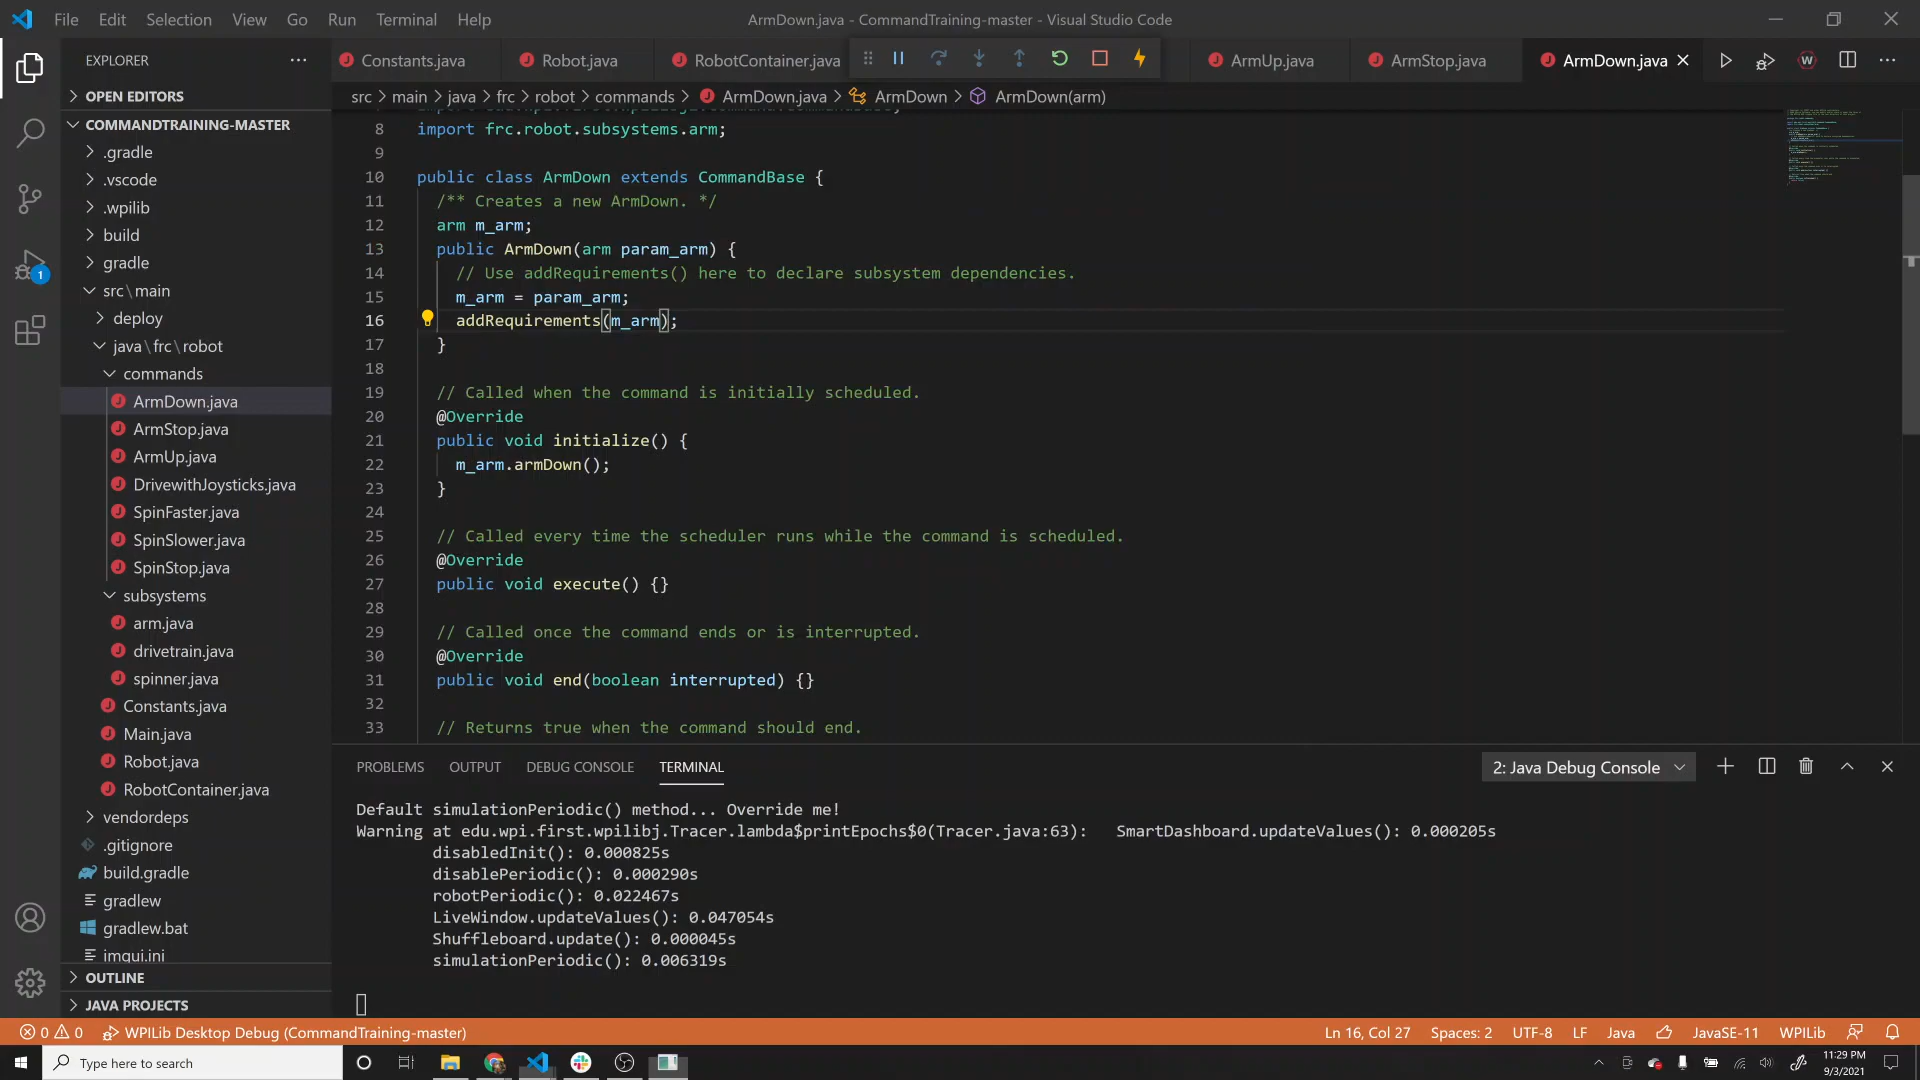 File Edit Selection View Go Run Terminal Help
ArmDown.java - CommandTraining-master - Visual Studio Code
EXPLORER
Constants.java
Robot.java
RobotContainer.java
ArmUp.java
ArmStop.java
ArmDown.java
src > main > java > frc > robot > commands > ArmDown.java > ArmDown > ArmDown(arm)
OPEN EDITORS
COMMANDTRAINING-MASTER
.gradle
.vscode
.wpilib
build
gradle
src\main
deploy
java\frc\robot
commands
ArmDown.java
ArmStop.java
ArmUp.java
DrivewithJoysticks.java
SpinFaster.java
SpinSlower.java
SpinStop.java
subsystems
arm.java
drivetrain.java
spinner.java
Constants.java
Main.java
Robot.java
RobotContainer.java
vendordeps
.gitignore
build.gradle
gradlew
gradlew.bat
imgui.ini
OUTLINE
JAVA PROJECTS
1
8 import frc.robot.subsystems.arm;
9
10 public class ArmDown extends CommandBase {
11 /** Creates a new ArmDown. */
12 arm m_arm;
13 public ArmDown(arm param_arm) {
14 // Use addRequirements() here to declare subsystem dependencies.
15 m_arm = param_arm;
16 addRequirements(m_arm);
17 }
18
19 // Called when the command is initially scheduled.
20 @Override
21 public void initialize() {
22 m_arm.armDown();
23 }
24
25 // Called every time the scheduler runs while the command is scheduled.
26 @Override
27 public void execute() {}
28
29 // Called once the command ends or is interrupted.
30 @Override
31 public void end(boolean interrupted) {}
32
33 // Returns true when the command should end.
PROBLEMS OUTPUT DEBUG CONSOLE TERMINAL
2: Java Debug Console
Default simulationPeriodic() method... Override me!
Warning at edu.wpi.first.wpilibj.Tracer.lambda$printEpochs$0(Tracer.java:63): SmartDashboard.updateValues(): 0.000205s
disabledInit(): 0.000825s
disablePeriodic(): 0.000290s
robotPeriodic(): 0.022467s
LiveWindow.updateValues(): 0.047054s
Shuffleboard.update(): 0.000045s
simulationPeriodic(): 0.006319s
0 0 WPILib Desktop Debug (CommandTraining-master)
Ln 16, Col 27 Spaces: 2 UTF-8 LF Java JavaSE-11 WPILib
Type here to search
11:29 PM
9/3/2021